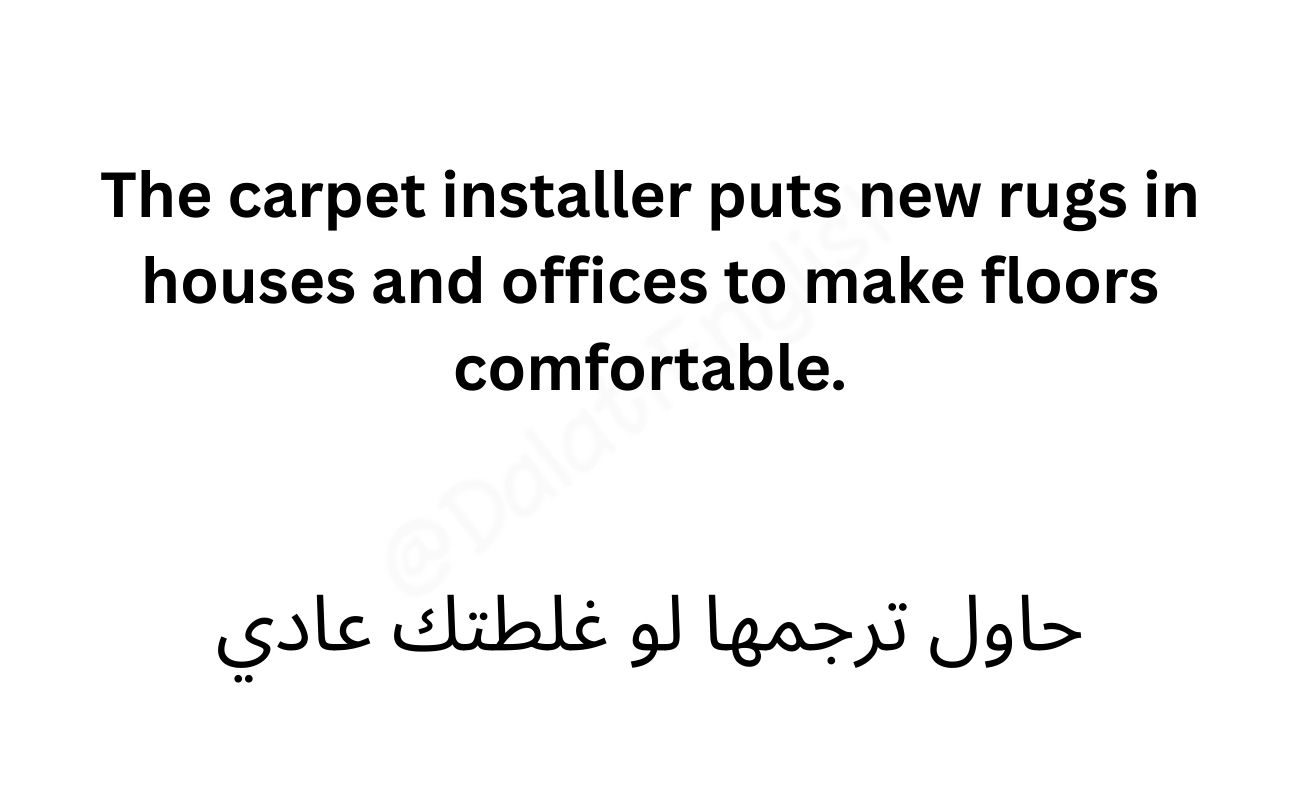 The carpet installer puts new rugs in
houses and offices to make floors
comfortable.
@DalatEnglish
حاول ترجمها لو غلطتك عادي